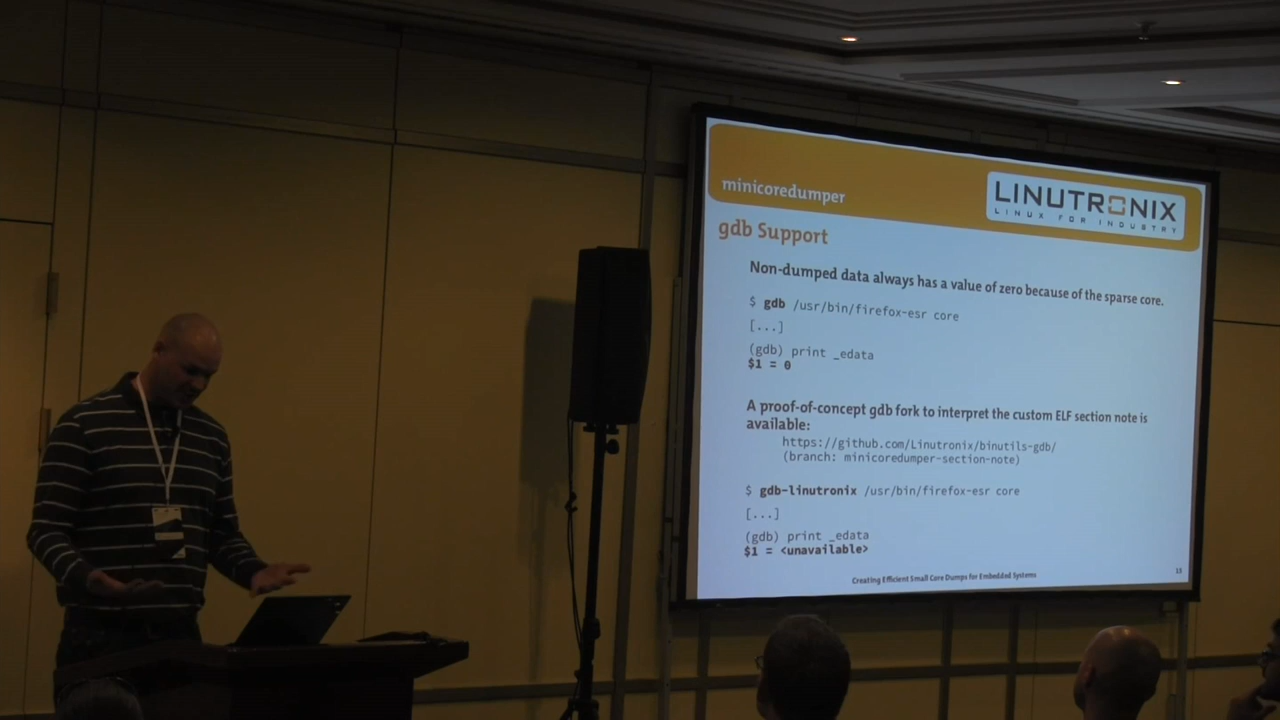 minicoredumper
LINUTRONIX
LINUX FOR INDUSTRY
gdb Support
Non-dumped data always has a value of zero because of the sparse core.
$ gdb /usr/bin/firefox-esr core
[...]
(gdb) print _edata
$1 = 0
A proof-of-concept gdb fork to interpret the custom ELF section note is
available:
https://github.com/Linutronix/binutils-gdb/
(branch: minicoredumper-section-note)
$ gdb-linutronix /usr/bin/firefox-esr core
[...]
(gdb) print _edata
$1 = <unavailable>
Creating Efficient Small Core Dumps for Embedded Systems